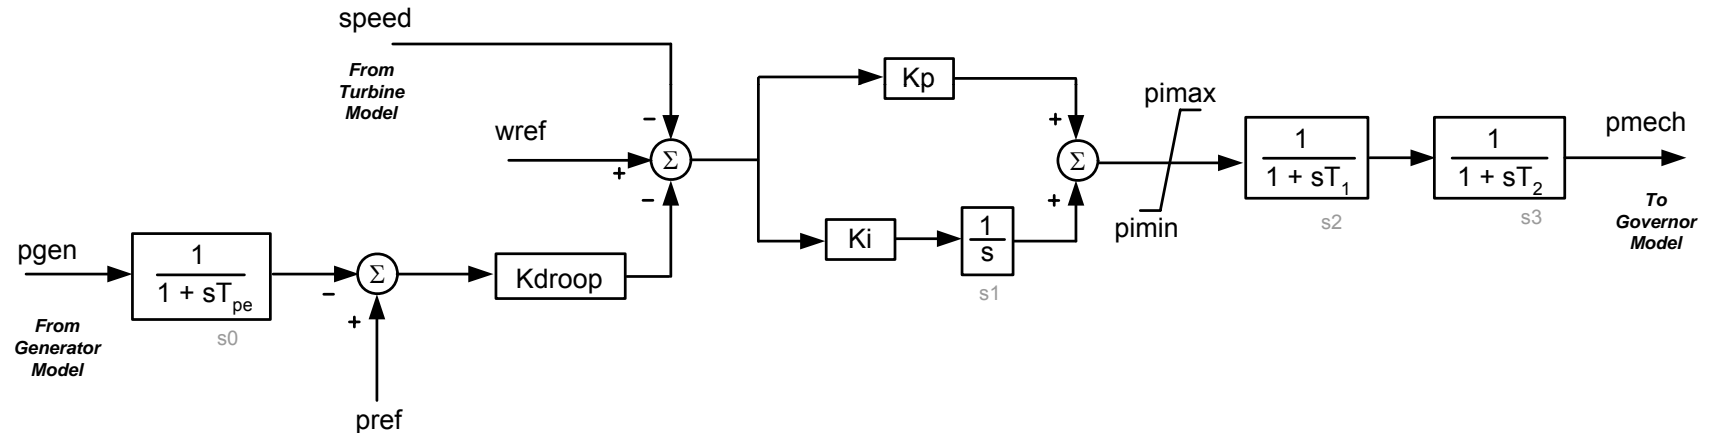 speed
From
Turbine
Model
wref
−
+
−
Σ
Kp
Ki
1
s
s1
+
+
Σ
pimax
pimin
1
1 + sT1
s2
1
1 + sT2
s3
pmech
To
Governor
Model
pgen
From
Generator
Model
1
1 + sTpe
s0
−
+
Σ
pref
Kdroop